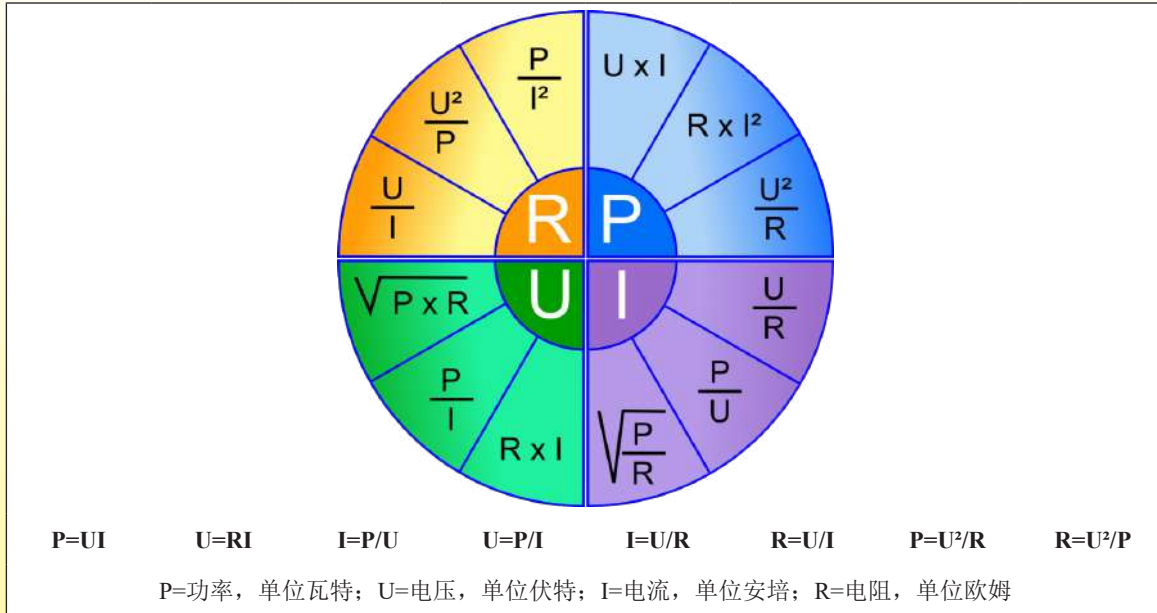 P/I²
U x I
U²/P
R x I²
U/I
U²/R
R
P
U
I
√P x R
U/R
P/I
P/U
R x I
√P/R
P=UI U=RI I=P/U U=P/I I=U/R R=U/I P=U²/R R=U²/P
P=功率，单位瓦特；U=电压，单位伏特；I=电流，单位安培；R=电阻，单位欧姆